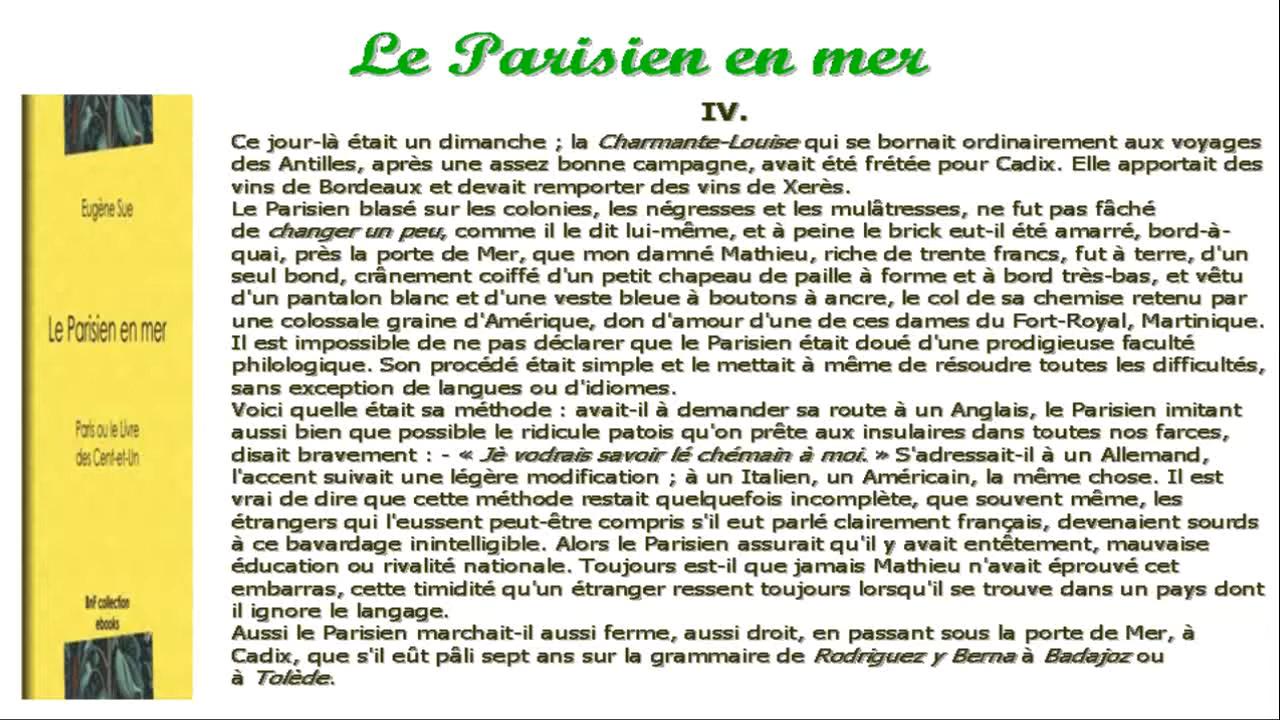 Le Parisien en mer
Eugène Sue
Le Parisien en mer
Paris ou le Livre
des Cent-et-Un
BnF collection
ebooks
IV.
Ce jour-là était un dimanche ; la Charmante-Louise qui se bornait ordinairement aux voyages
des Antilles, après une assez bonne campagne, avait été frétée pour Cadix. Elle apportait des
vins de Bordeaux et devait remporter des vins de Xerès.
Le Parisien blasé sur les colonies, les négresses et les mulâtresses, ne fut pas fâché
de changer un peu, comme il le dit lui-même, et à peine le brick eut-il été amarré, bord-à-
quai, près la porte de Mer, que mon damné Mathieu, riche de trente francs, fut à terre, d'un
seul bond, crânement coiffé d'un petit chapeau de paille à forme et à bord très-bas, et vêtu
d'un pantalon blanc et d'une veste bleue à boutons à ancre, le col de sa chemise retenu par
une colossale graine d'Amérique, don d'amour d'une de ces dames du Fort-Royal, Martinique.
Il est impossible de ne pas déclarer que le Parisien était doué d'une prodigieuse faculté
philologique. Son procédé était simple et le mettait à même de résoudre toutes les difficultés,
sans exception de langues ou d'idiomes.
Voici quelle était sa méthode : avait-il à demander sa route à un Anglais, le Parisien imitant
aussi bien que possible le ridicule patois qu'on prête aux insulaires dans toutes nos farces,
disait bravement : - « Jè vodrais savoir lé chémain à moi. » S'adressait-il à un Allemand,
l'accent suivait une légère modification ; à un Italien, un Américain, la même chose. Il est
vrai de dire que cette méthode restait quelquefois incomplète, que souvent même, les
étrangers qui l'eussent peut-être compris s'il eut parlé clairement français, devenaient sourds
à ce bavardage inintelligible. Alors le Parisien assurait qu'il y avait entêtement, mauvaise
éducation ou rivalité nationale. Toujours est-il que jamais Mathieu n'avait éprouvé cet
embarras, cette timidité qu'un étranger ressent toujours lorsqu'il se trouve dans un pays dont
il ignore le langage.
Aussi le Parisien marchait-il aussi ferme, aussi droit, en passant sous la porte de Mer, à
Cadix, que s'il eût pâli sept ans sur la grammaire de Rodriguez y Berna à Badajoz ou
à Tolède.